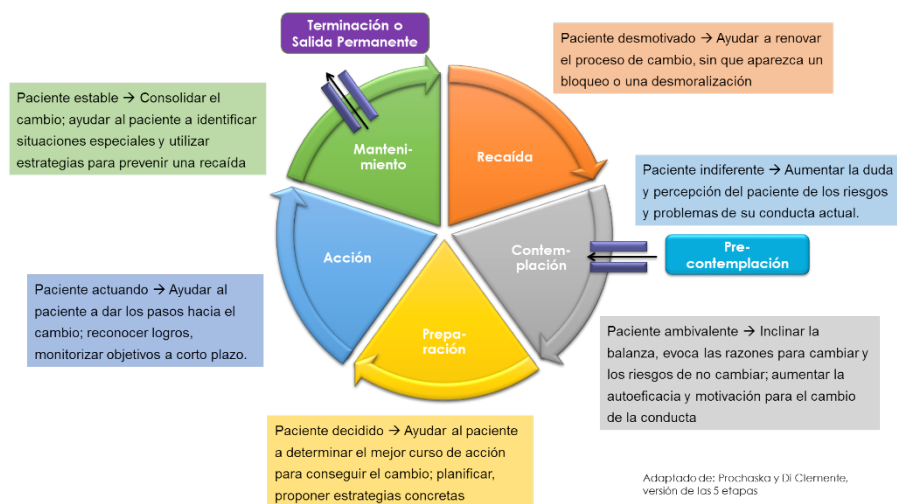 Terminación o
Salida Permanente
Paciente desmotivado → Ayudar a renovar
el proceso de cambio, sin que aparezca un
bloqueo o una desmoralización
Paciente estable → Consolidar el
cambio; ayudar al paciente a identificar
situaciones especiales y utilizar
estrategias para prevenir una recaída
Manteni-
miento
Recaída
Paciente indiferente → Aumentar la duda
y percepción del paciente de los riesgos
y problemas de su conducta actual.
Acción
Contem-
plación
Pre-
contemplación
Paciente actuando → Ayudar al
paciente a dar los pasos hacia el
cambio; reconocer logros,
monitorizar objetivos a corto plazo.
Prepa-
ración
Paciente ambivalente → Inclinar la
balanza, evoca las razones para cambiar y
los riesgos de no cambiar; aumentar la
autoeficacia y motivación para el cambio
de la conducta
Paciente decidido → Ayudar al paciente
a determinar el mejor curso de acción
para conseguir el cambio; planificar,
proponer estrategias concretas
Adaptado de: Prochaska y Di Clemente,
versión de las 5 etapas